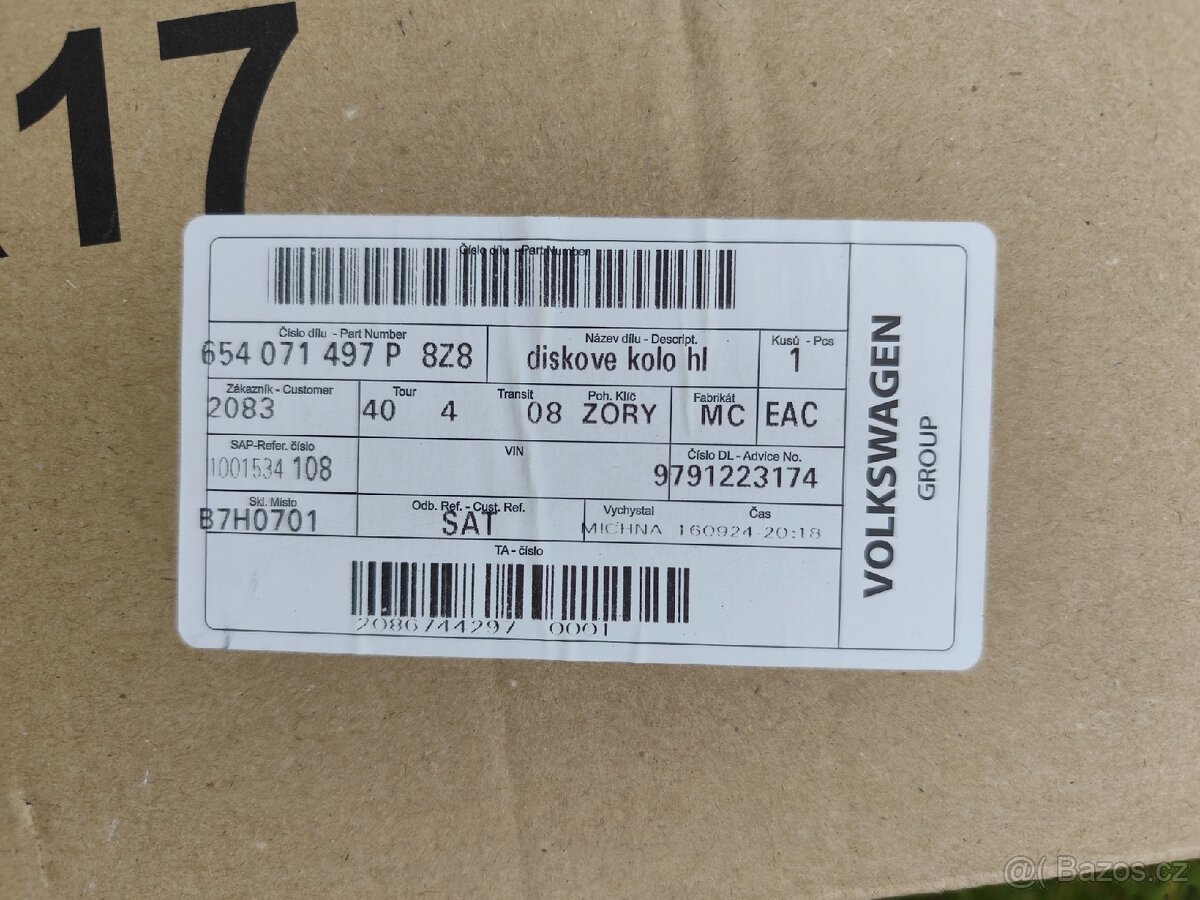 17
Číslo dílu - Part Number
Číslo dílu - Part Number
654 071 497 P 8Z8
Název dílu - Descript.
diskove kolo hl
Kusů - Pcs
1
Zákazník - Customer
2083
Tour
40 4
Transit
08
Poh. Klíč
ZORY
Fabrikát
MC
EAC
SAP-Refer. číslo
1001534 108
VIN
Číslo DL - Advice No.
9791223174
Skl. Místo
B7H0701
Odb. Ref. - Cust. Ref.
SAT
Vychystal
MICHNA
Čas
160924-20:18
TA - číslo
2086744297 0001
VOLKSWAGEN
GROUP
@( Bazos.cz